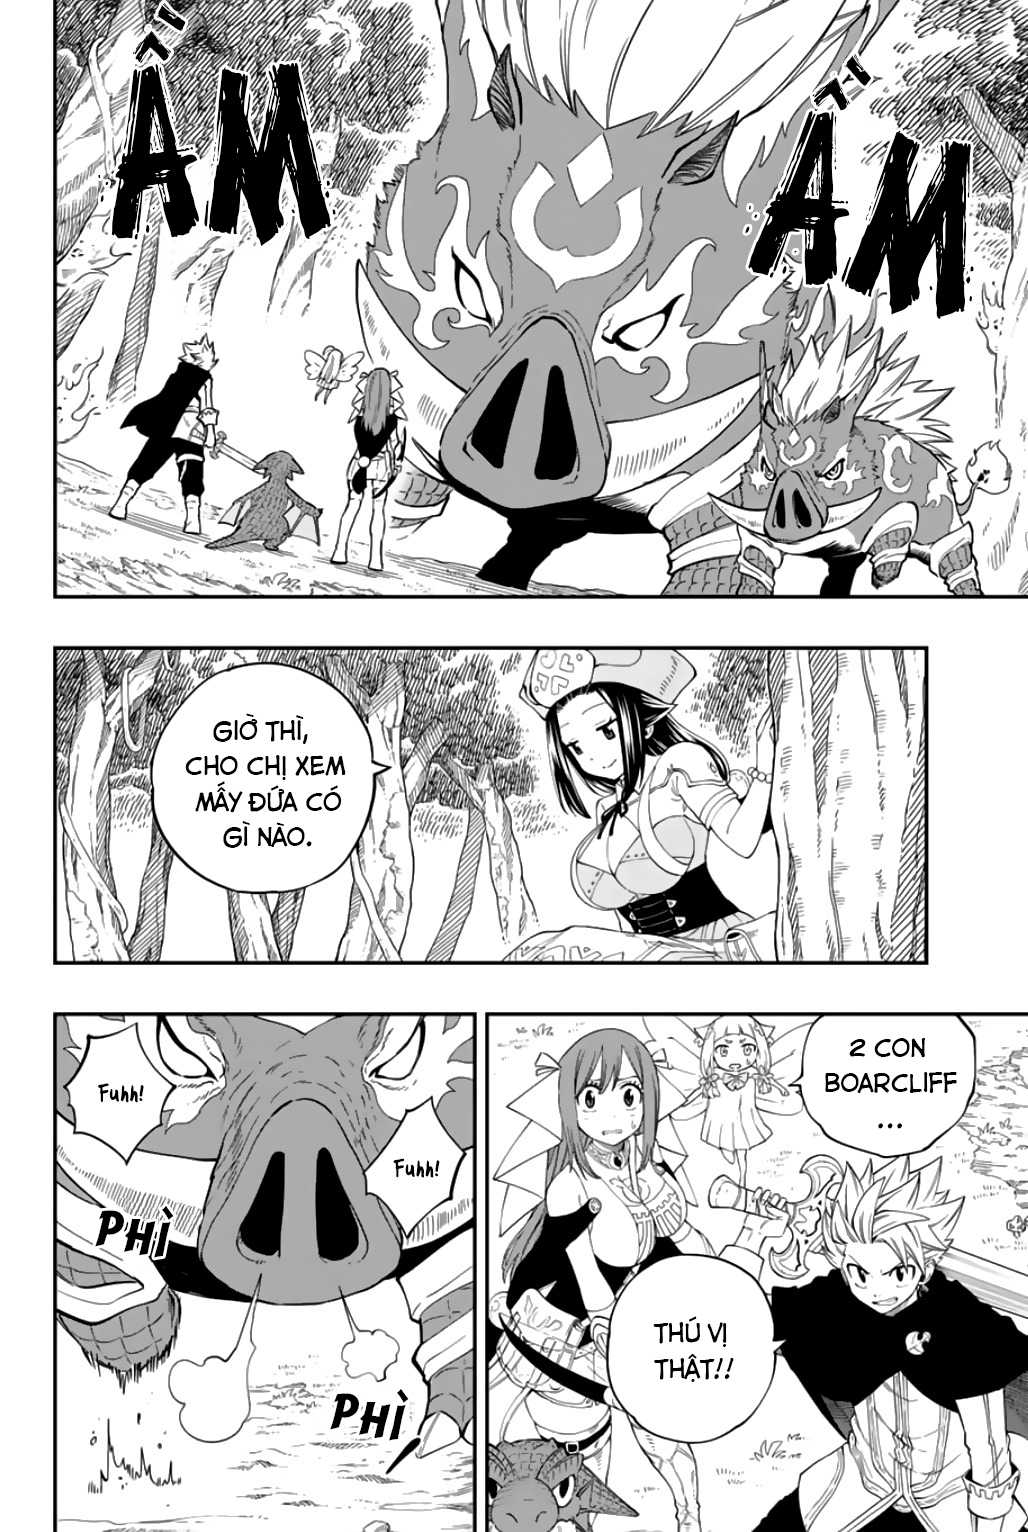 ẦM
ẦM
GIỜ THÌ,
CHO CHỊ XEM
MẤY ĐỨA CÓ
GÌ NÀO.
Fuhh!
Fuhh!
PHÌ
PHÌ
2 CON
BOARCLIFF
...
THÚ VỊ
THẬT!!